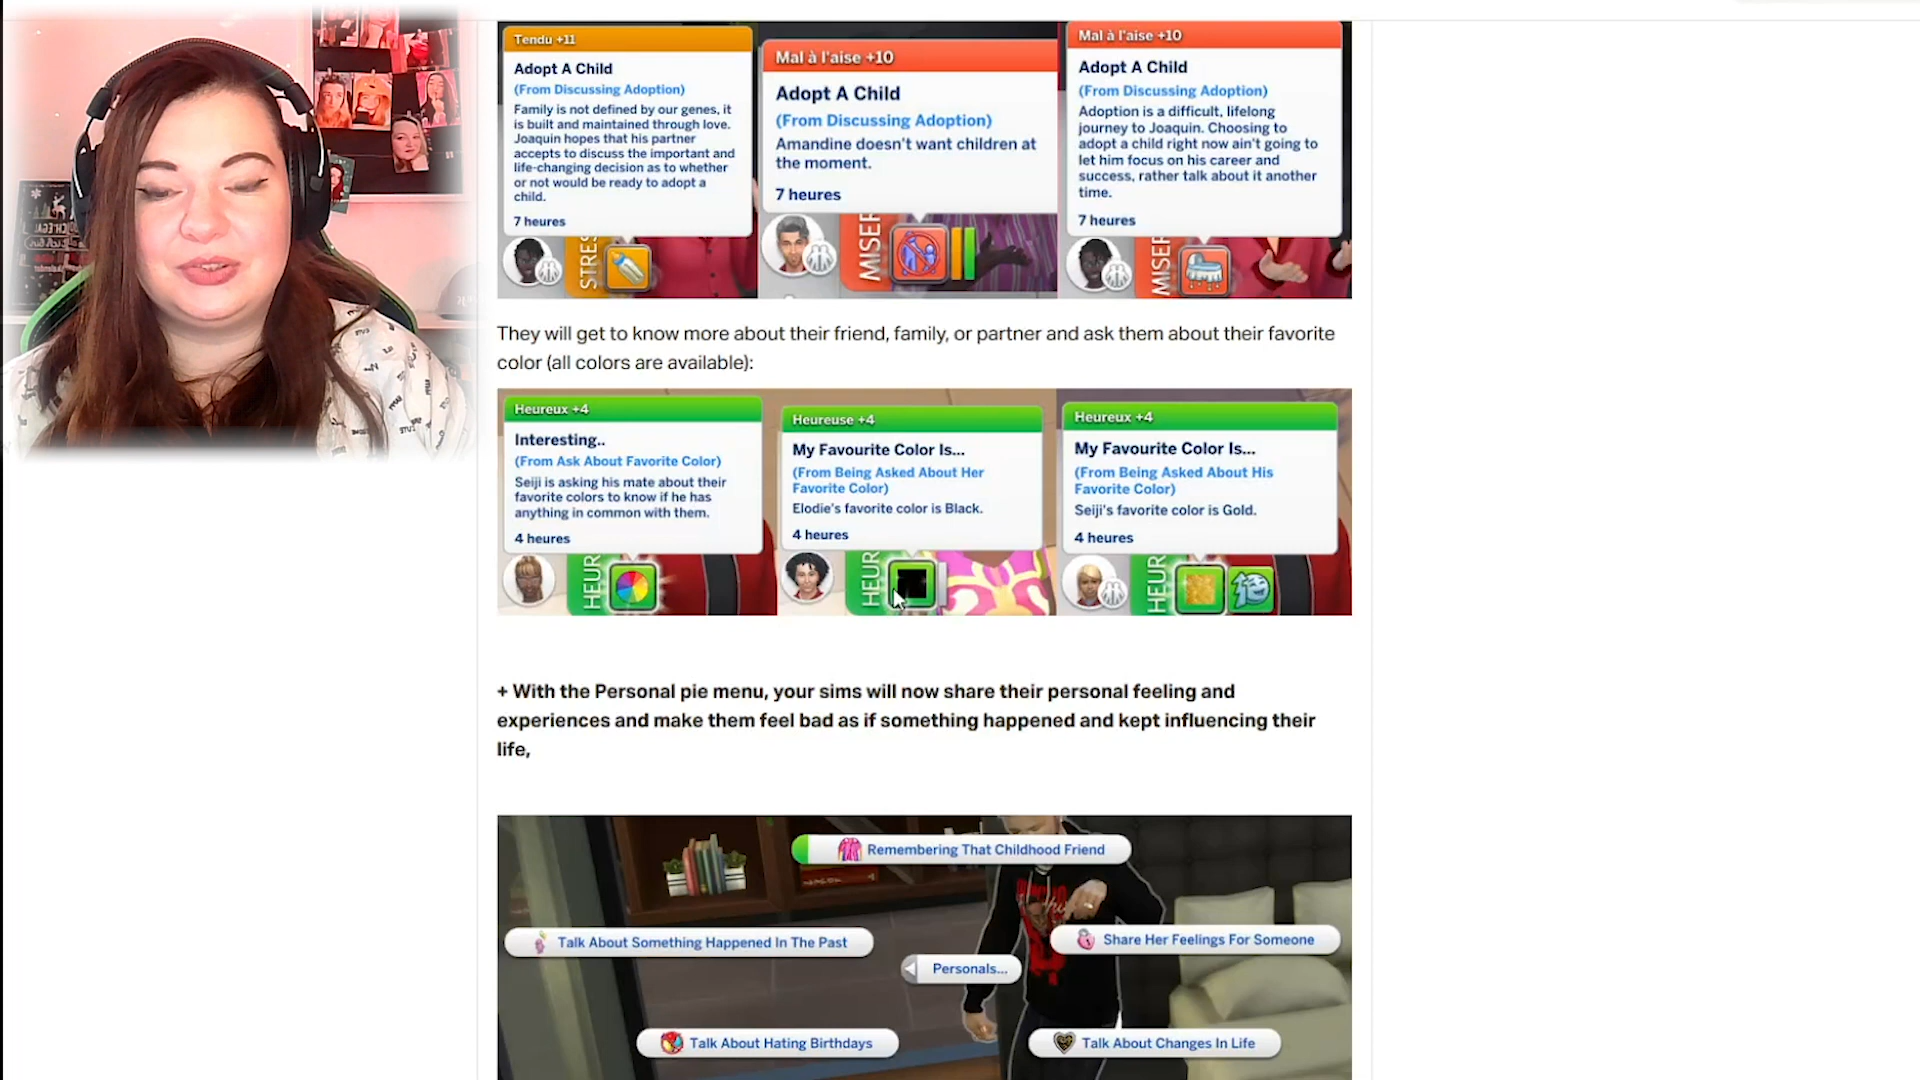 Tendu +11
Adopt A Child
(From Discussing Adoption)
Family is not defined by our genes, it
is built and maintained through love.
Joaquin hopes that his partner
accepts to discuss the important and
life-changing decision as to whether
or not would be ready to adopt a
child.
7 heures
STRES
Mal à l'aise +10
Adopt A Child
(From Discussing Adoption)
Amandine doesn't want children at
the moment.
7 heures
MISER
Mal à l'aise +10
Adopt A Child
(From Discussing Adoption)
Adoption is a difficult, lifelong
journey to Joaquin. Choosing to
adopt a child right now ain't going to
let him focus on his career and
success, rather talk about it another
time.
7 heures
MISER
They will get to know more about their friend, family, or partner and ask them about their favorite
color (all colors are available):
Heureux +4
Interesting..
(From Ask About Favorite Color)
Seiji is asking his mate about their
favorite colors to know if he has
anything in common with them.
4 heures
HEUR
Heureuse +4
My Favourite Color Is...
(From Being Asked About Her
Favorite Color)
Elodie's favorite color is Black.
4 heures
HEUR
Heureux +4
My Favourite Color Is...
(From Being Asked About His
Favorite Color)
Seiji's favorite color is Gold.
4 heures
HEUR
+ With the Personal pie menu, your sims will now share their personal feeling and
experiences and make them feel bad as if something happened and kept influencing their
life,
Remembering That Childhood Friend
Talk About Something Happened In The Past
Share Her Feelings For Someone
Personals...
Talk About Hating Birthdays
Talk About Changes In Life